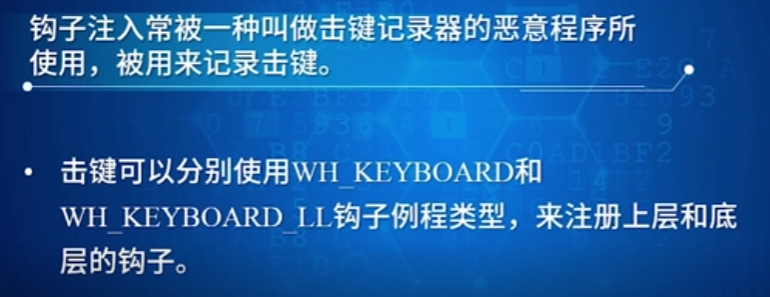 钩子注入常被一种叫做击键记录器的恶意程序所
使用，被用来记录击键。
• 击键可以分别使用WH_KEYBOARD和
WH_KEYBOARD_LL钩子例程类型，来注册上层和底
层的钩子。